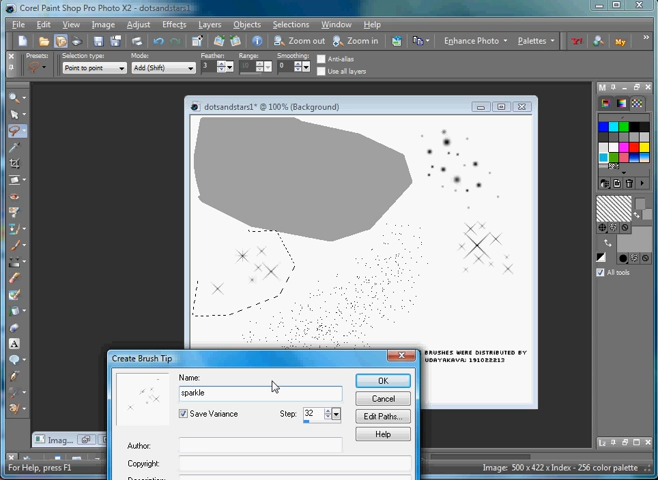 Corel Paint Shop Pro Photo X2 - dotsandstars1
File Edit View Image Adjust Effects Layers Objects Selections Window Help
Zoom out Zoom in Enhance Photo Palettes My
Presets: Selection type: Mode: Feather: Smoothing: Anti-alias
Point to point Add (Shift) 3 0 Use all layers
dotsandstars1* @ 100% (Background)
All tools
BRUSHES WERE DISTRIBUTED BY
Create Brush Tip
Name:
sparkle
OK
Save Variance Step: 32
Cancel
Edit Paths...
Help
Author:
Copyright:
Imag...
For Help, press F1
Image: 500 x 422 x Index - 256 color palette